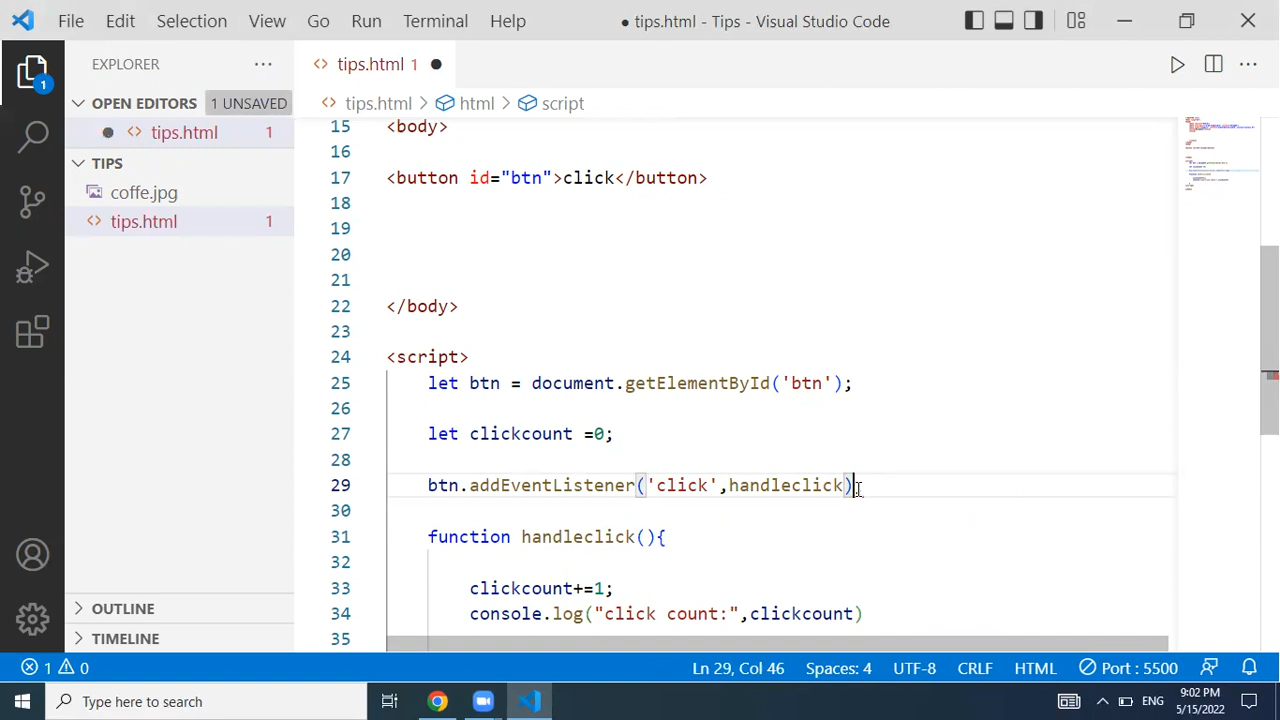 File Edit Selection View Go Run Terminal Help ● tips.html - Tips - Visual Studio Code
EXPLORER ···
<> tips.html 1 ●
1
OPEN EDITORS 1 UNSAVED
● <> tips.html 1
TIPS
coffe.jpg
<> tips.html 1
OUTLINE
TIMELINE
<> tips.html > html > script
15 <body>
16
17 <button id="btn">click</button>
18
19
20
21
22 </body>
23
24 <script>
25 let btn = document.getElementById('btn');
26
27 let clickcount =0;
28
29 btn.addEventListener('click',handleclick)
30
31 function handleclick(){
32
33 clickcount+=1;
34 console.log("click count:",clickcount)
35
1 0 Ln 29, Col 46 Spaces: 4 UTF-8 CRLF HTML Port : 5500
Type here to search
ENG
9:02 PM
5/15/2022